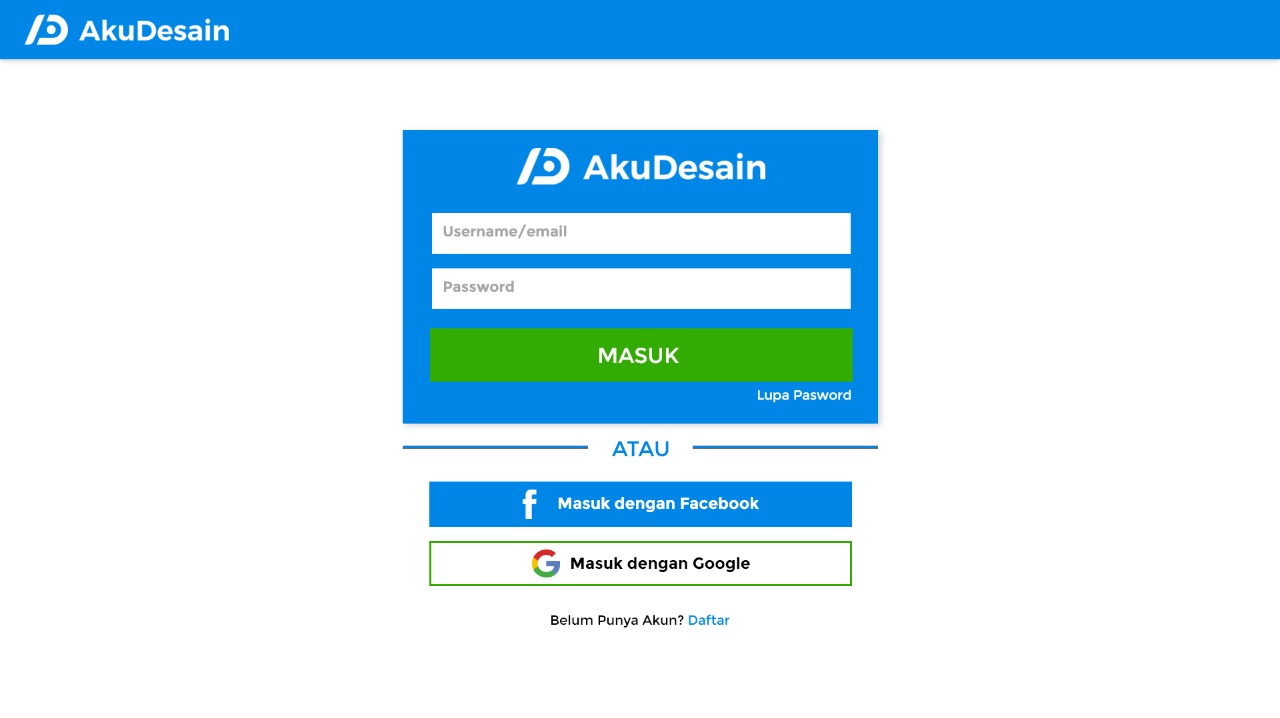 AkuDesain
AkuDesain
Username/email
Password
MASUK
Lupa Pasword
ATAU
Masuk dengan Facebook
Masuk dengan Google
Belum Punya Akun? Daftar